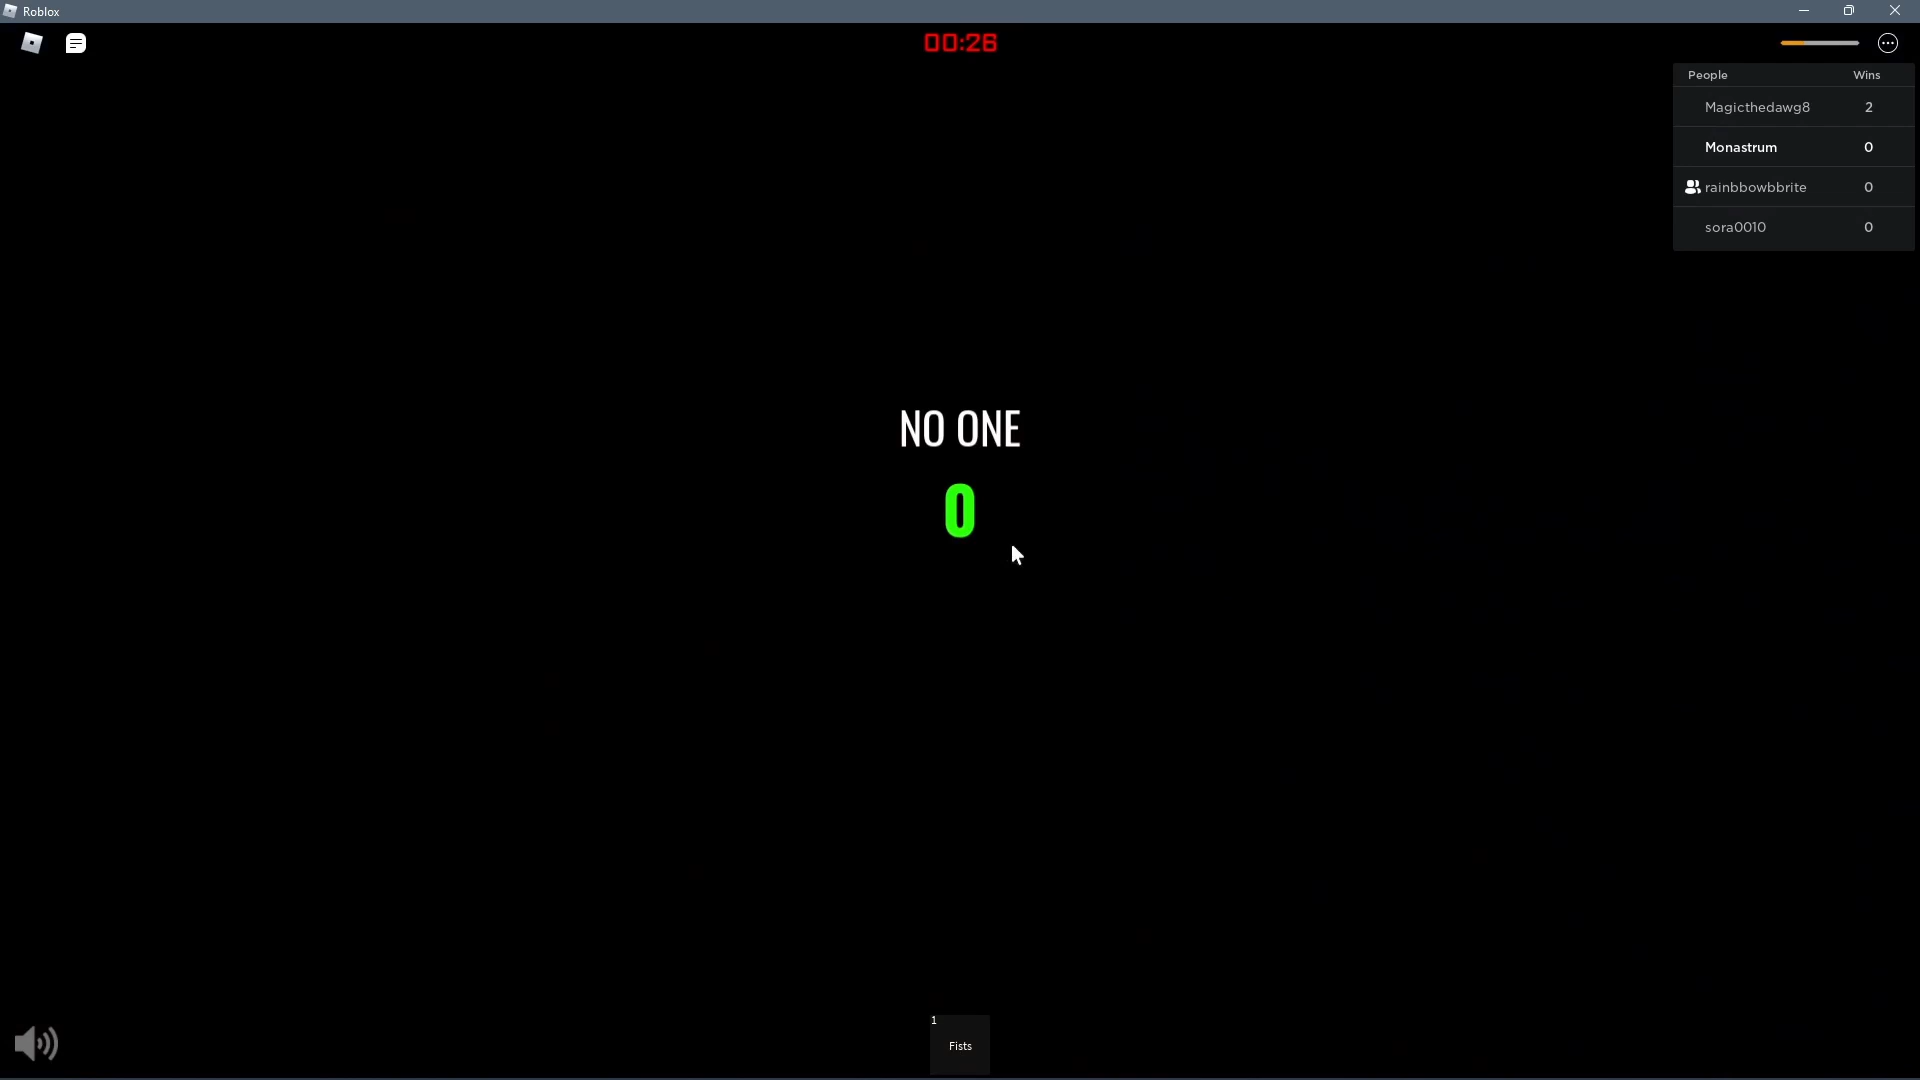 Roblox
00:26
People Wins
Magicthedawg8 2
Monastrum 0
rainbbowbbrite 0
sora0010 0
NO ONE
0
1
Fists